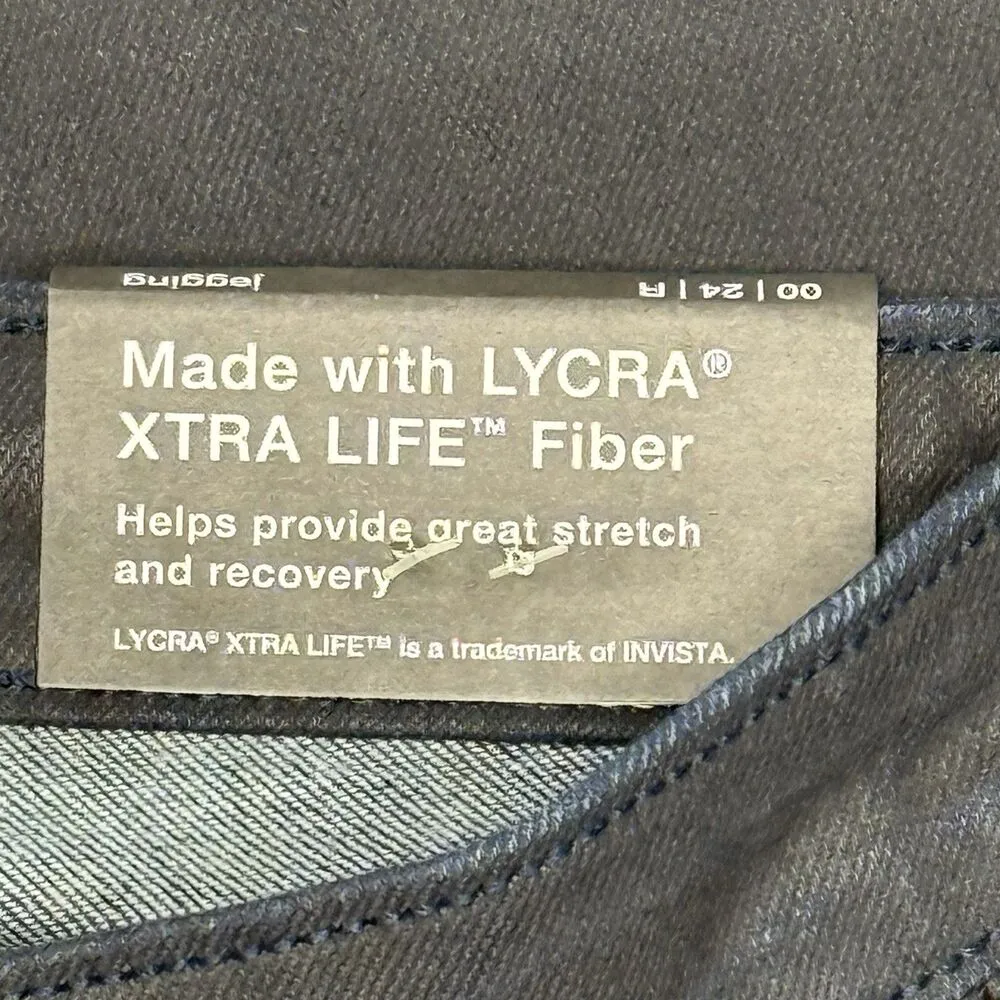 jegging 00 | 24 | R
Made with LYCRA®
XTRA LIFE™ Fiber
Helps provide great stretch
and recovery
LYCRA® XTRA LIFE™ is a trademark of INVISTA.